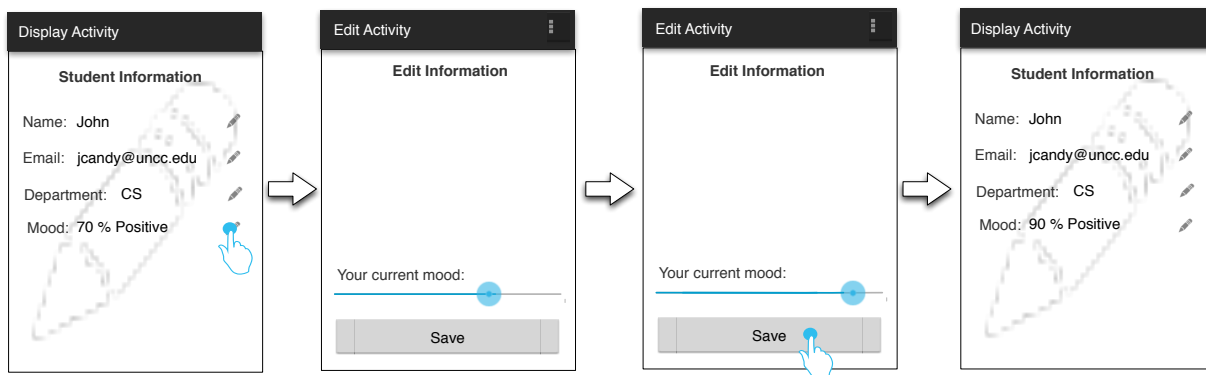 Display Activity
Student Information
Name: John
Email: jcandy@uncc.edu
Department: CS
Mood: 70 % Positive
Edit Activity
Edit Information
Your current mood:
Save
Edit Activity
Edit Information
Your current mood:
Save
Display Activity
Student Information
Name: John
Email: jcandy@uncc.edu
Department: CS
Mood: 90 % Positive